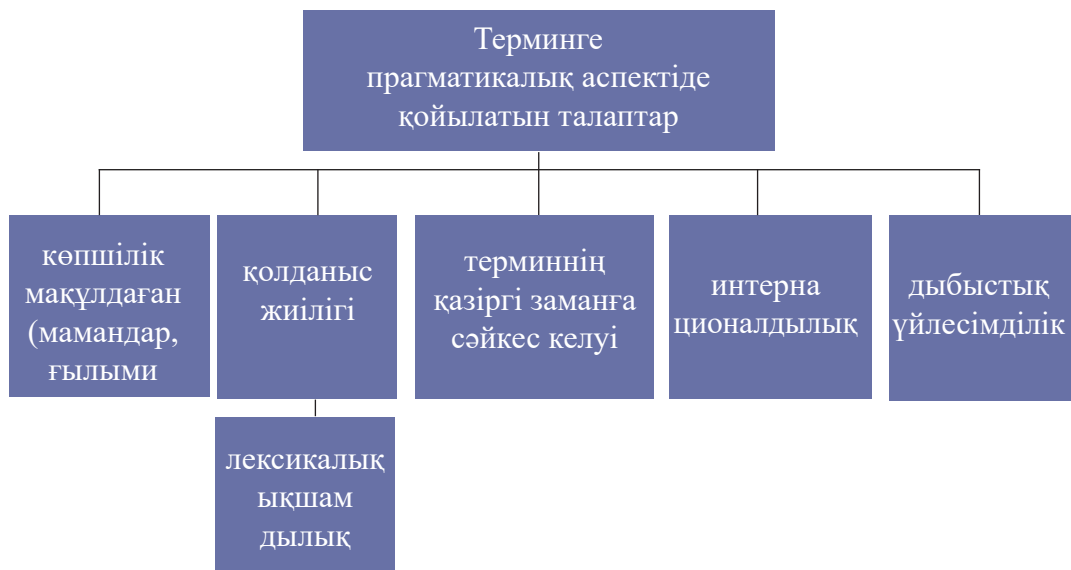 Терминге
прагматикалық аспектіде
қойылатын талаптар
көпшілік
мақұлдаған
(мамандар,
ғылыми
қолданыс
жиілігі
терминнің
қазіргі заманға
сәйкес келуі
интерна
ционалдылық
дыбыстық
үйлесімділік
лексикалық
ықшам
дылық